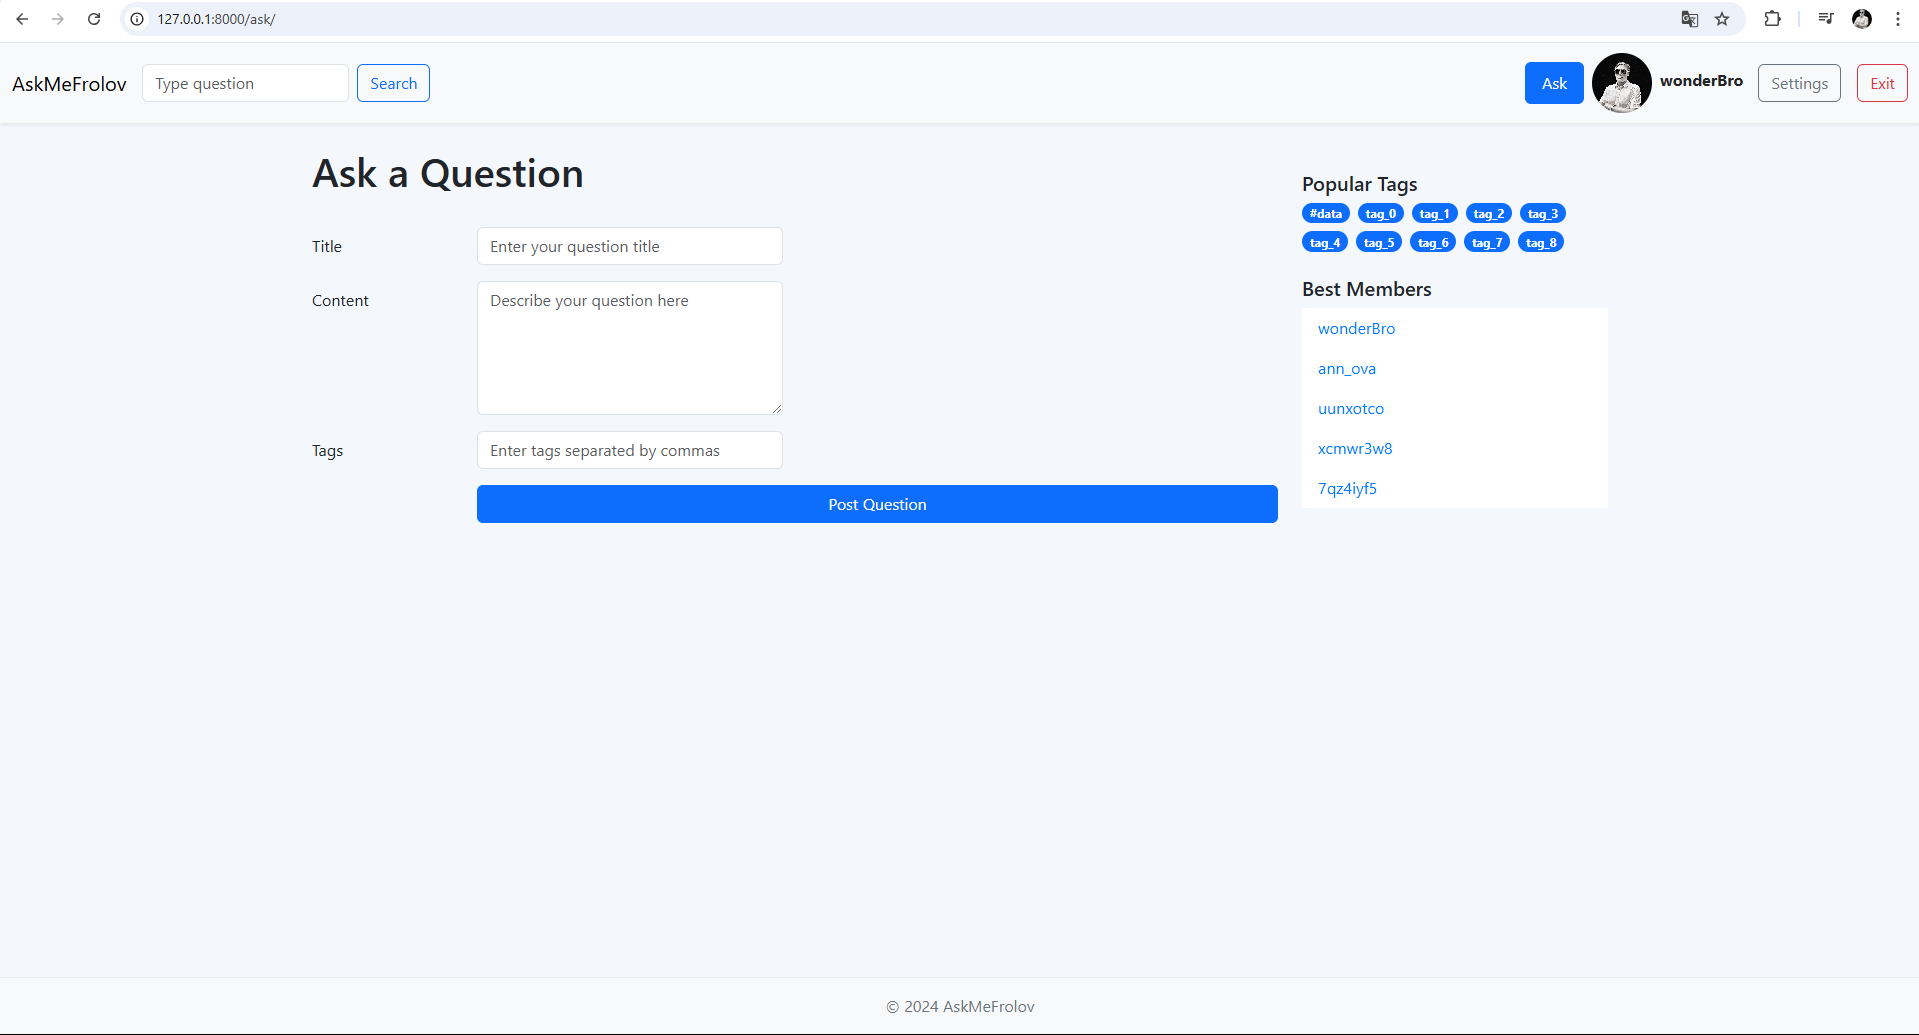 127.0.0.1:8000/ask/
AskMeFrolov Type question Search Ask wonderBro Settings Exit
Ask a Question
Title Enter your question title
Content Describe your question here
Tags Enter tags separated by commas
Post Question
Popular Tags
#data tag_0 tag_1 tag_2 tag_3
tag_4 tag_5 tag_6 tag_7 tag_8
Best Members
wonderBro
ann_ova
uunxotco
xcmwr3w8
7qz4iyf5
© 2024 AskMeFrolov